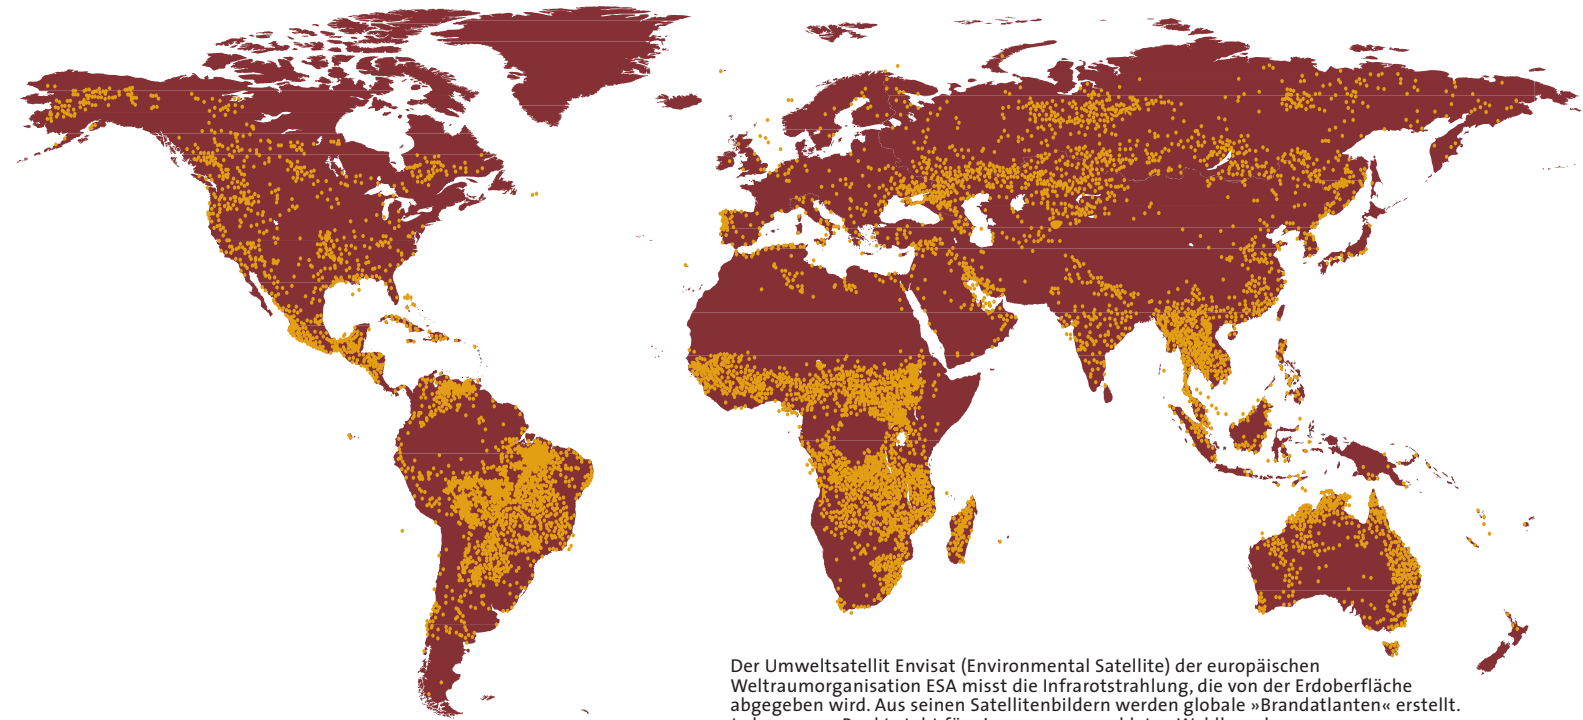 Der Umweltsatellit Envisat (Environmental Satellite) der europäischen
Weltraumorganisation ESA misst die Infrarotstrahlung, die von der Erdoberfläche
abgegeben wird. Aus seinen Satellitenbildern werden globale »Brandatlanten« erstellt.